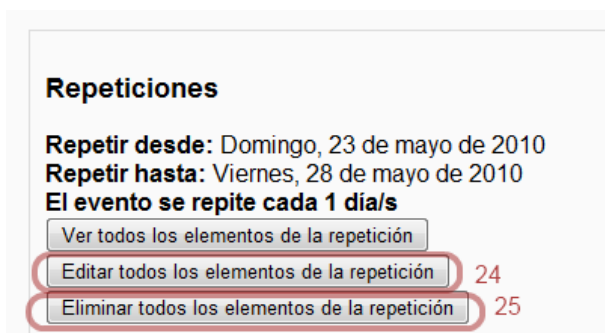 Repeticiones
Repetir desde: Domingo, 23 de mayo de 2010
Repetir hasta: Viernes, 28 de mayo de 2010
El evento se repite cada 1 día/s
Ver todos los elementos de la repetición
Editar todos los elementos de la repetición 24
Eliminar todos los elementos de la repetición 25